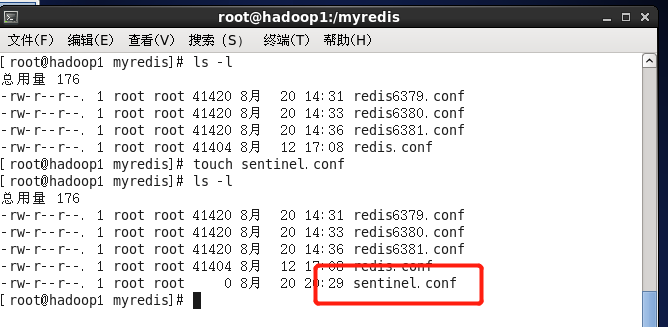 root@hadoop1:/myredis
文件(F) 编辑(E) 查看(V) 搜索(S) 终端(T) 帮助(H)
[root@hadoop1 myredis]# ls -l
总用量 176
-rw-r--r--. 1 root root 41420 8月 20 14:31 redis6379.conf
-rw-r--r--. 1 root root 41420 8月 20 14:33 redis6380.conf
-rw-r--r--. 1 root root 41420 8月 20 14:36 redis6381.conf
-rw-r--r--. 1 root root 41404 8月 12 17:08 redis.conf
[root@hadoop1 myredis]# touch sentinel.conf
[root@hadoop1 myredis]# ls -l
总用量 176
-rw-r--r--. 1 root root 41420 8月 20 14:31 redis6379.conf
-rw-r--r--. 1 root root 41420 8月 20 14:33 redis6380.conf
-rw-r--r--. 1 root root 41420 8月 20 14:36 redis6381.conf
-rw-r--r--. 1 root root 41404 8月 12 17:08 redis.conf
-rw-r--r--. 1 root root 0 8月 20 20:29 sentinel.conf
[root@hadoop1 myredis]#